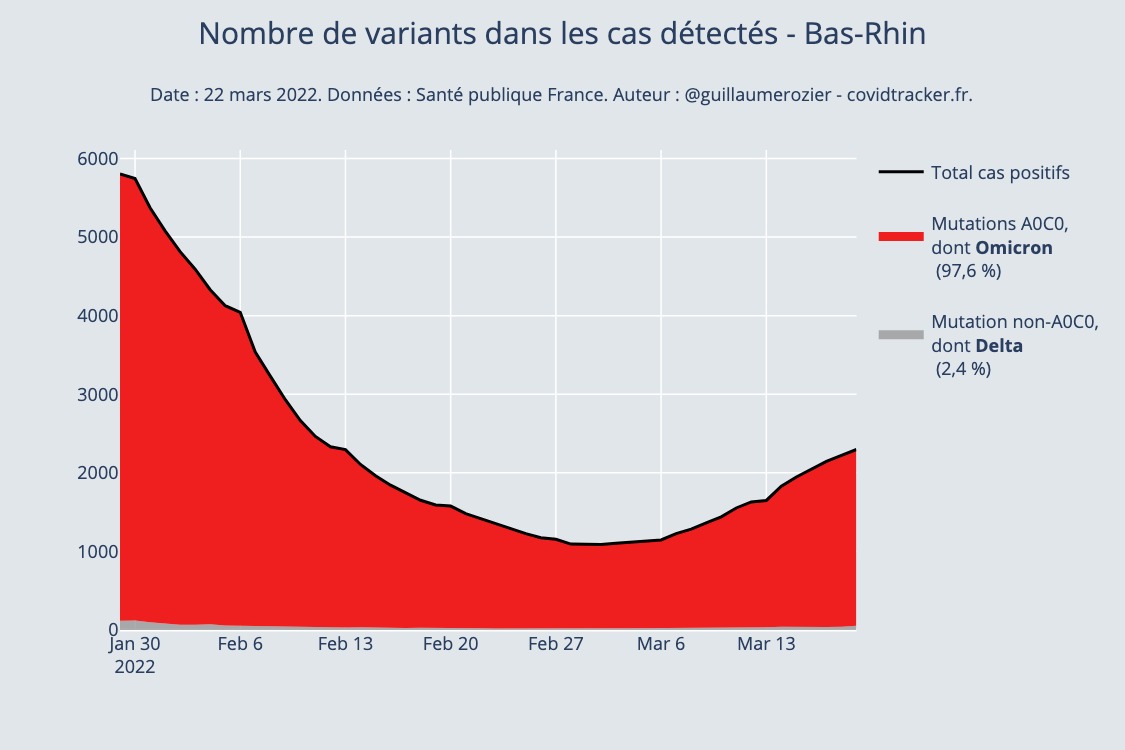 Nombre de variants dans les cas détectés - Bas-Rhin
Date : 22 mars 2022. Données : Santé publique France. Auteur : @guillaumerozier - covidtracker.fr.
6000
5000
4000
3000
2000
1000
0
Jan 30
2022
Feb 6
Feb 13
Feb 20
Feb 27
Mar 6
Mar 13
Total cas positifs
Mutations A0C0,
dont Omicron
(97,6 %)
Mutation non-A0C0,
dont Delta
(2,4 %)